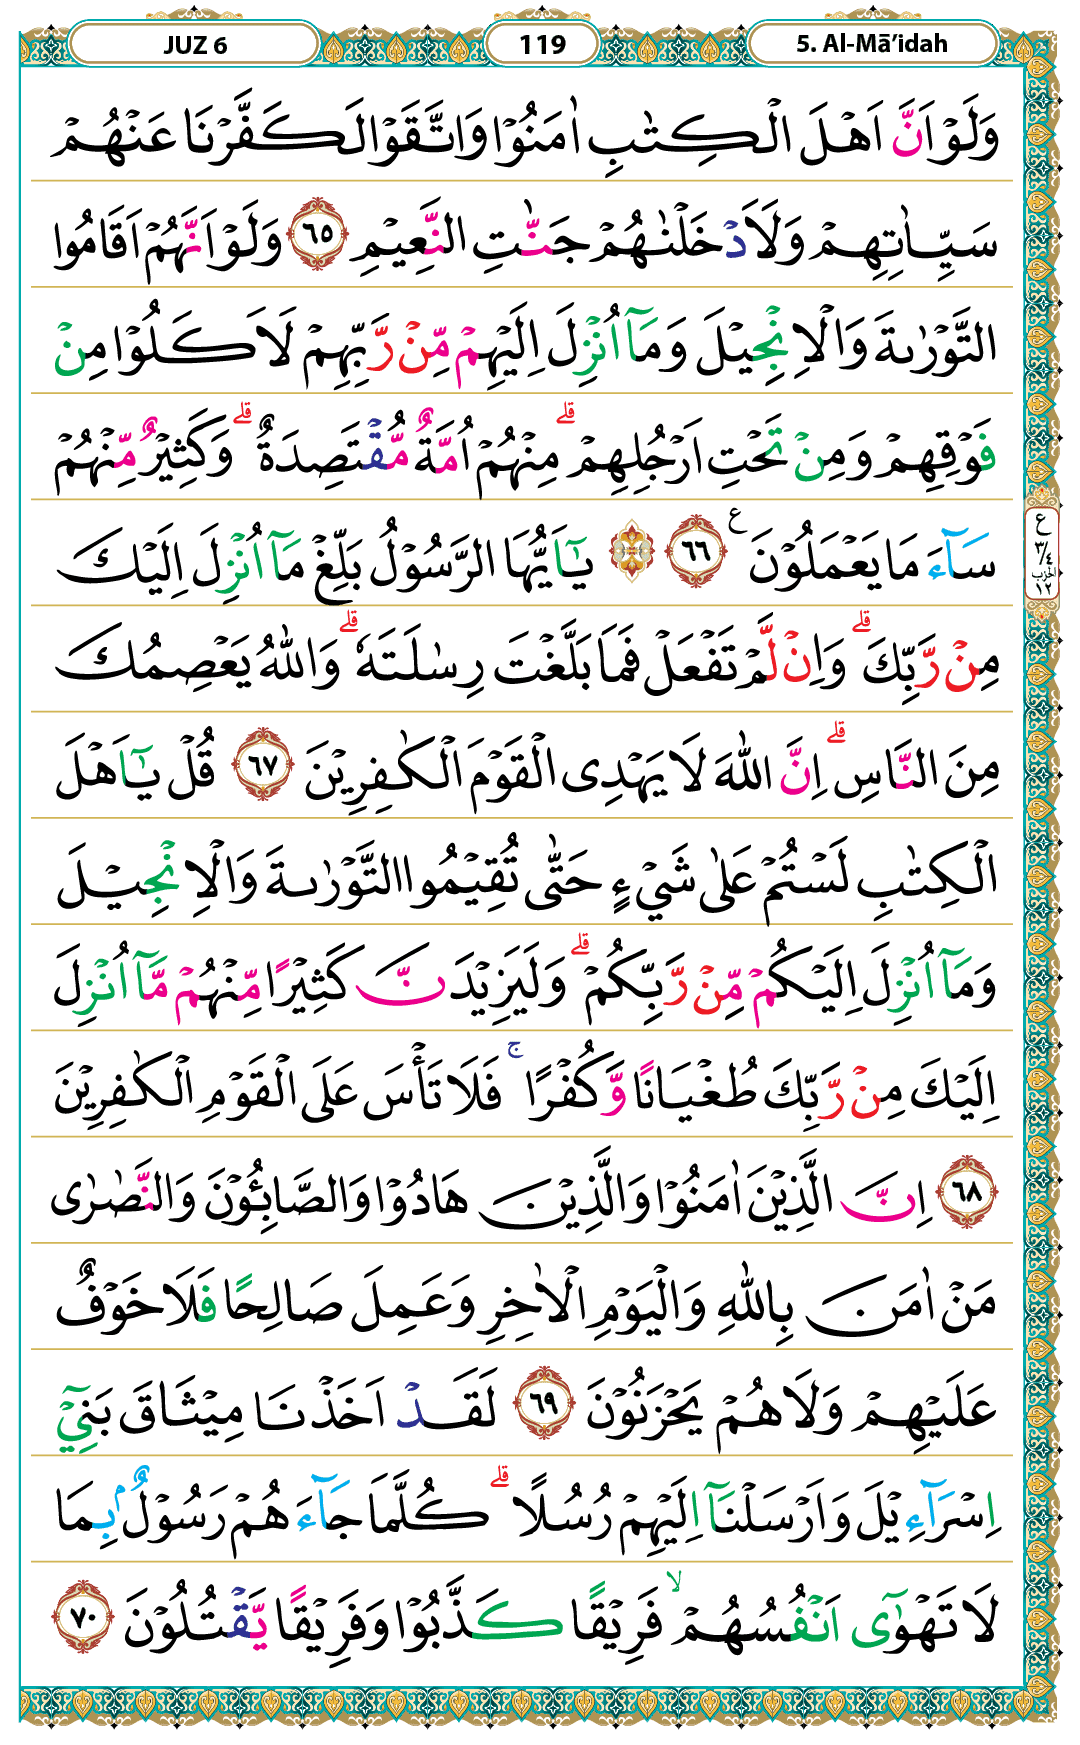 JUZ 6
119
5. Al-Mā’idah
وَلَوْ اَنَّ اَهْلَ الْكِتٰبِ اٰمَنُوْا وَاتَّقَوْا لَكَفَّرْنَا عَنْهُمْ
سَيِّاٰتِهِمْ وَلَاَدْخَلْنٰهُمْ جَنّٰتِ النَّعِيْمِ ٦٥ وَلَوْ اَنَّهُمْ اَقَامُوا
التَّوْرٰىةَ وَالْاِنْجِيْلَ وَمَآ اُنْزِلَ اِلَيْهِمْ مِّنْ رَّبِّهِمْ لَاَكَلُوْا مِنْ
فَوْقِهِمْ وَمِنْ تَحْتِ اَرْجُلِهِمْ ۗ مِنْهُمْ اُمَّةٌ مُّقْتَصِدَةٌ ۗ وَكَثِيْرٌ مِّنْهُمْ
سَآءَ مَا يَعْمَلُوْنَ ࣖ ٦٦ ۞ يٰٓاَيُّهَا الرَّسُوْلُ بَلِّغْ مَآ اُنْزِلَ اِلَيْكَ
مِنْ رَّبِّكَ ۗ وَاِنْ لَّمْ تَفْعَلْ فَمَا بَلَّغْتَ رِسٰلَتَهٗ ۗ وَاللّٰهُ يَعْصِمُكَ
مِنَ النَّاسِ ۗ اِنَّ اللّٰهَ لَا يَهْدِى الْقَوْمَ الْكٰفِرِيْنَ ٦٧ قُلْ يٰٓاَهْلَ
الْكِتٰبِ لَسْتُمْ عَلٰى شَيْءٍ حَتّٰى تُقِيْمُوا التَّوْرٰىةَ وَالْاِنْجِيْلَ
وَمَآ اُنْزِلَ اِلَيْكُمْ مِّنْ رَّبِّكُمْ ۗ وَلَيَزِيْدَنَّ كَثِيْرًا مِّنْهُمْ مَّآ اُنْزِلَ
اِلَيْكَ مِنْ رَّبِّكَ طُغْيَانًا وَّكُفْرًا ۚ فَلَا تَأْسَ عَلَى الْقَوْمِ الْكٰفِرِيْنَ
٦٨ اِنَّ الَّذِيْنَ اٰمَنُوْا وَالَّذِيْنَ هَادُوْا وَالصَّابِئُوْنَ وَالنَّصٰرٰى
مَنْ اٰمَنَ بِاللّٰهِ وَالْيَوْمِ الْاٰخِرِ وَعَمِلَ صَالِحًا فَلَا خَوْفٌ
عَلَيْهِمْ وَلَا هُمْ يَحْزَنُوْنَ ٦٩ لَقَدْ اَخَذْنَا مِيْثَاقَ بَنِيْٓ
اِسْرَآءِيْلَ وَاَرْسَلْنَآ اِلَيْهِمْ رُسُلًا ۗ كُلَّمَا جَآءَهُمْ رَسُوْلٌ ۢ بِمَا
لَا تَهْوٰٓى اَنْفُسُهُمْ ۙ فَرِيْقًا كَذَّبُوْا وَفَرِيْقًا يَّقْتُلُوْنَ ٧٠
ع
٣/٤
الحزب
١٢